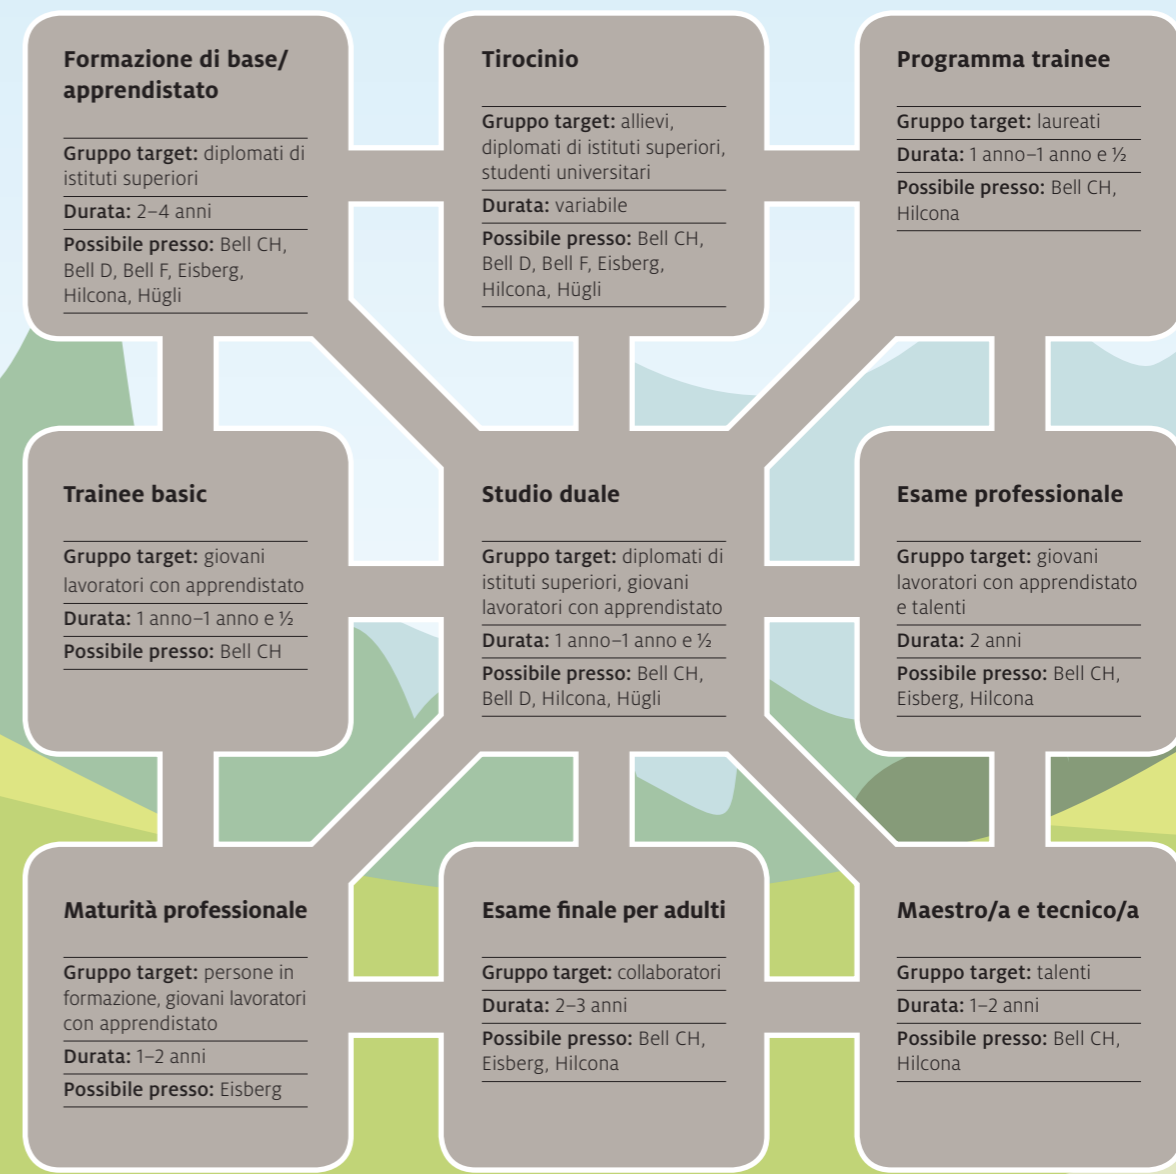 Formazione di base/
apprendistato
Gruppo target: diplomati di
istituti superiori
Durata: 2–4 anni
Possibile presso: Bell CH,
Bell D, Bell F, Eisberg,
Hilcona, Hügli
Tirocinio
Gruppo target: allievi,
diplomati di istituti superiori,
studenti universitari
Durata: variabile
Possibile presso: Bell CH,
Bell D, Bell F, Eisberg,
Hilcona, Hügli
Programma trainee
Gruppo target: laureati
Durata: 1 anno–1 anno e ½
Possibile presso: Bell CH,
Hilcona
Trainee basic
Gruppo target: giovani
lavoratori con apprendistato
Durata: 1 anno–1 anno e ½
Possibile presso: Bell CH
Studio duale
Gruppo target: diplomati di
istituti superiori, giovani
lavoratori con apprendistato
Durata: 1 anno–1 anno e ½
Possibile presso: Bell CH,
Bell D, Hilcona, Hügli
Esame professionale
Gruppo target: giovani
lavoratori con apprendistato
e talenti
Durata: 2 anni
Possibile presso: Bell CH,
Eisberg, Hilcona
Maturità professionale
Gruppo target: persone in
formazione, giovani lavoratori
con apprendistato
Durata: 1–2 anni
Possibile presso: Eisberg
Esame finale per adulti
Gruppo target: collaboratori
Durata: 2–3 anni
Possibile presso: Bell CH,
Eisberg, Hilcona
Maestro/a e tecnico/a
Gruppo target: talenti
Durata: 1–2 anni
Possibile presso: Bell CH,
Hilcona